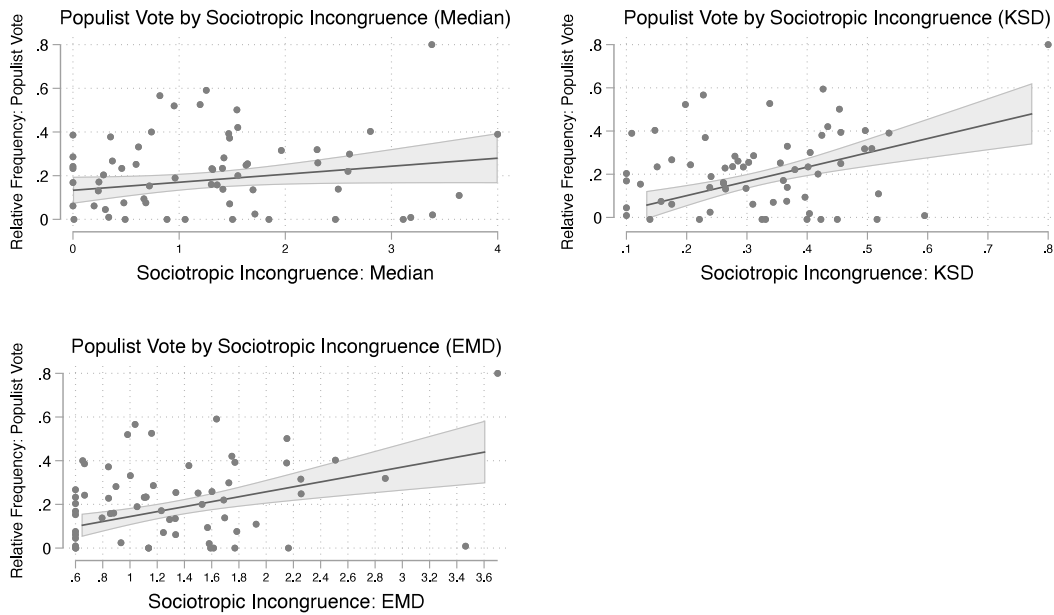 Populist Vote by Sociotropic Incongruence (Median)
Relative Frequency: Populist Vote
.8
.6
.4
.2
0
0 1 2 3 4
Sociotropic Incongruence: Median
Populist Vote by Sociotropic Incongruence (KSD)
Relative Frequency: Populist Vote
.8
.6
.4
.2
0
.1 .2 .3 .4 .5 .6 .7 .8
Sociotropic Incongruence: KSD
Populist Vote by Sociotropic Incongruence (EMD)
Relative Frequency: Populist Vote
.8
.6
.4
.2
0
.6 .8 1 1.2 1.4 1.6 1.8 2 2.2 2.4 2.6 2.8 3 3.2 3.4 3.6
Sociotropic Incongruence: EMD